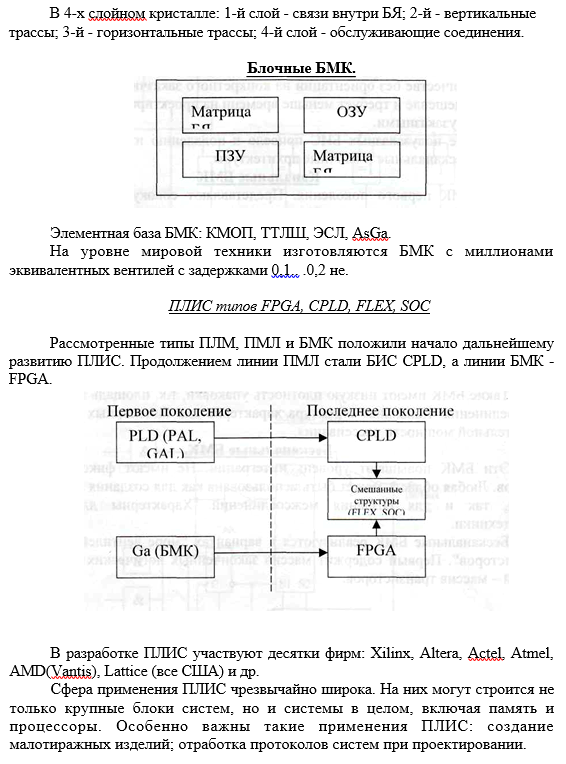 В 4-х слойном кристалле: 1-й слой - связи внутри БЯ; 2-й - вертикальные
трассы; 3-й - горизонтальные трассы; 4-й слой - обслуживающие соединения.
Блочные БМК.
Матрица
БЯ
ОЗУ
ПЗУ
Матрица
БЯ
Элементная база БМК: КМОП, ТТЛШ, ЭСЛ, AsGa.
На уровне мировой техники изготовляются БМК с миллионами
эквивалентных вентилей с задержками 0,1.. .0,2 не.
ПЛИС типов FPGA, CPLD, FLEX, SOC
Рассмотренные типы ПЛМ, ПМЛ и БМК положили начало дальнейшему
развитию ПЛИС. Продолжением линии ПМЛ стали БИС CPLD, а линии БМК -
FPGA.
Первое поколение
Последнее поколение
PLD (PAL,
GAL)
CPLD
Смешанные
структуры
(FLEX, SOC)
Ga (БМК)
FPGA
В разработке ПЛИС участвуют десятки фирм: Xilinx, Altera, Actel, Atmel,
AMD(Vantis), Lattice (все США) и др.
Сфера применения ПЛИС чрезвычайно широка. На них могут строится не
только крупные блоки систем, но и системы в целом, включая память и
процессоры. Особенно важны такие применения ПЛИС: создание
малотиражных изделий; отработка протоколов систем при проектировании.